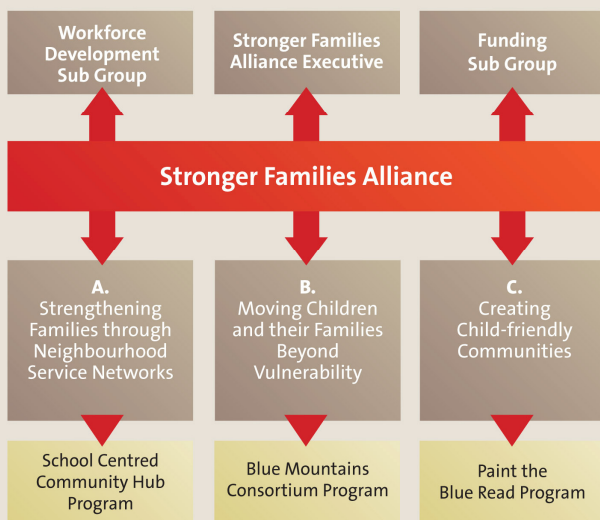 Workforce
Development
Sub Group
Stronger Families
Alliance Executive
Funding
Sub Group
Stronger Families Alliance
A.
Strengthening
Families through
Neighbourhood
Service Networks
B.
Moving Children
and their Families
Beyond
Vulnerability
C.
Creating
Child-friendly
Communities
School Centred
Community Hub
Program
Blue Mountains
Consortium Program
Paint the
Blue Read Program